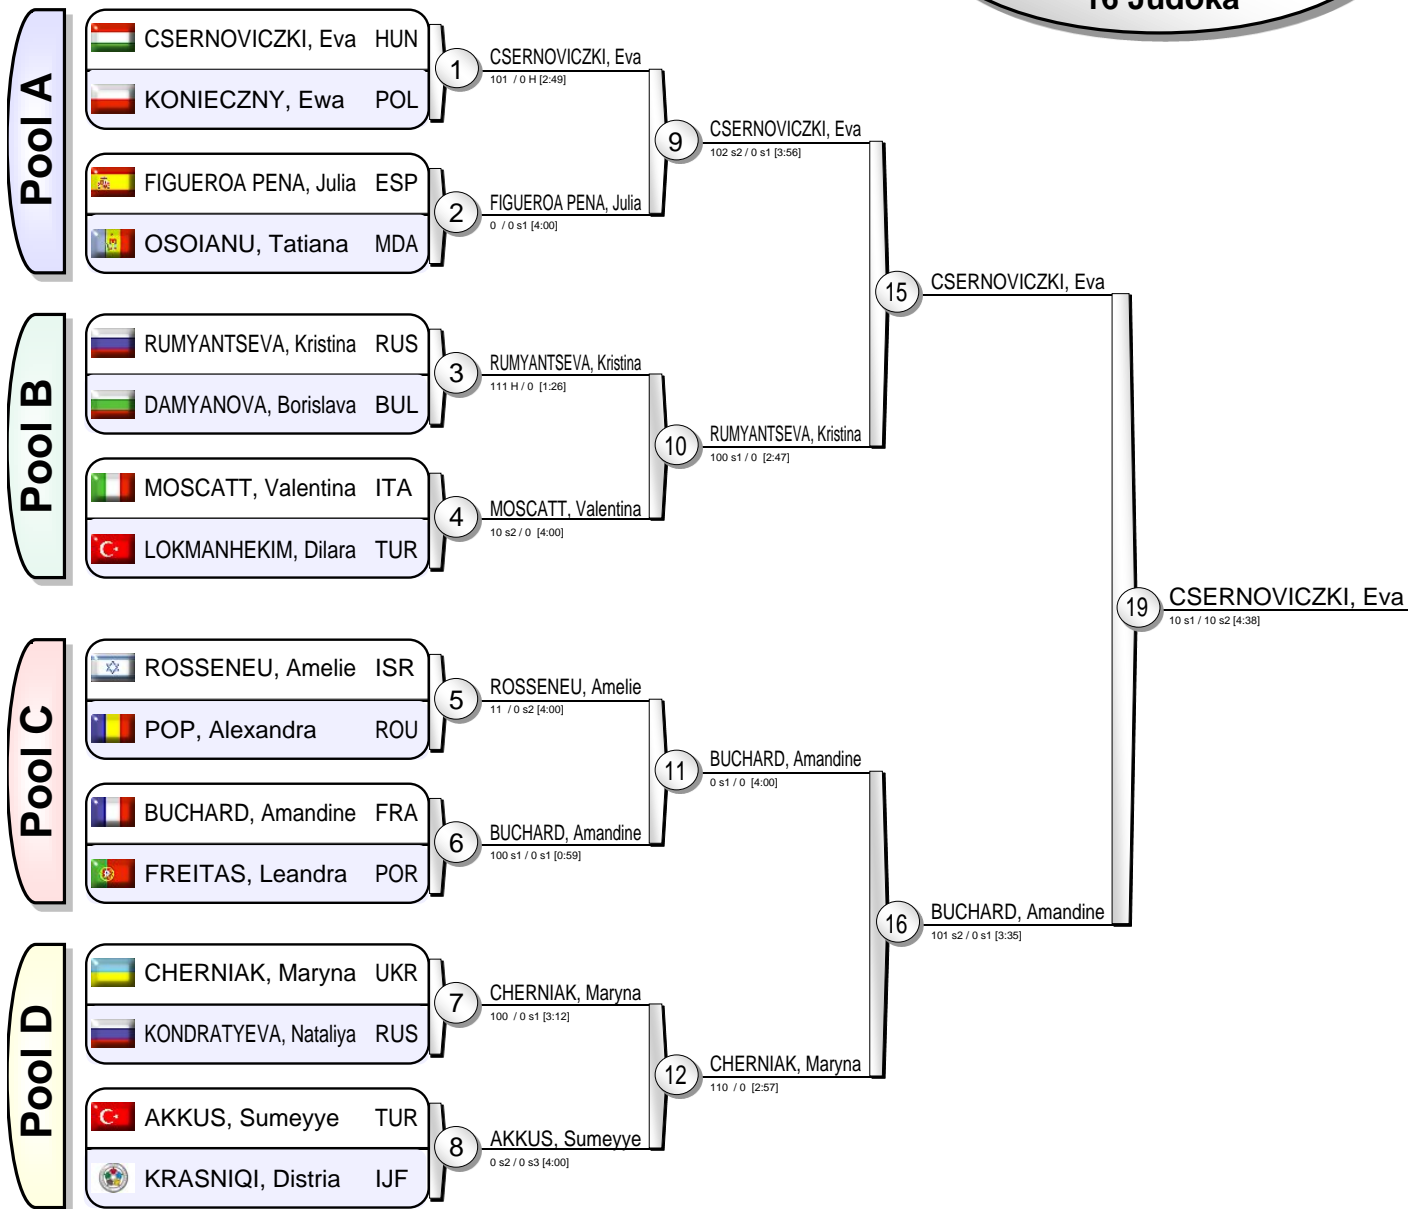 16 Judoka
Pool A
CSERNOVICZKI, Eva HUN
KONIECZNY, Ewa POL
FIGUEROA PENA, Julia ESP
OSOIANU, Tatiana MDA
Pool B
RUMYANTSEVA, Kristina RUS
DAMYANOVA, Borislava BUL
MOSCATT, Valentina ITA
LOKMANHEKIM, Dilara TUR
Pool C
ROSSENEU, Amelie ISR
POP, Alexandra ROU
BUCHARD, Amandine FRA
FREITAS, Leandra POR
Pool D
CHERNIAK, Maryna UKR
KONDRATYEVA, Nataliya RUS
AKKUS, Sumeyye TUR
KRASNIQI, Distria IJF
1
CSERNOVICZKI, Eva
101 / 0 H [2:49]
2
FIGUEROA PENA, Julia
0 / 0 s1 [4:00]
3
RUMYANTSEVA, Kristina
111 H / 0 [1:26]
4
MOSCATT, Valentina
10 s2 / 0 [4:00]
5
ROSSENEU, Amelie
11 / 0 s2 [4:00]
6
BUCHARD, Amandine
100 s1 / 0 s1 [0:59]
7
CHERNIAK, Maryna
100 / 0 s1 [3:12]
8
AKKUS, Sumeyye
0 s2 / 0 s3 [4:00]
9
CSERNOVICZKI, Eva
102 s2 / 0 s1 [3:56]
10
RUMYANTSEVA, Kristina
100 s1 / 0 [2:47]
11
BUCHARD, Amandine
0 s1 / 0 [4:00]
12
CHERNIAK, Maryna
110 / 0 [2:57]
15
CSERNOVICZKI, Eva
16
BUCHARD, Amandine
101 s2 / 0 s1 [3:35]
19
CSERNOVICZKI, Eva
10 s1 / 10 s2 [4:38]